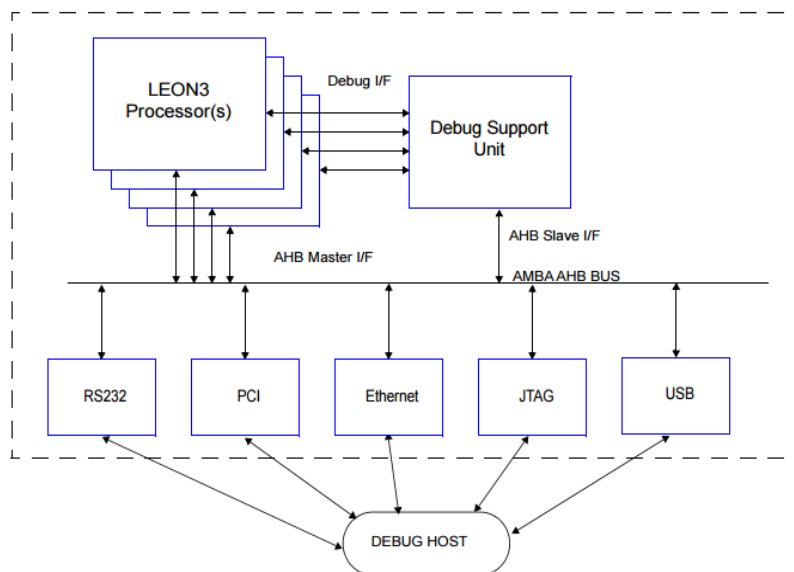 LEON3
Processor(s)
Debug I/F
Debug Support
Unit
AHB Slave I/F
AHB Master I/F
AMBA AHB BUS
RS232
PCI
Ethernet
JTAG
USB
DEBUG HOST